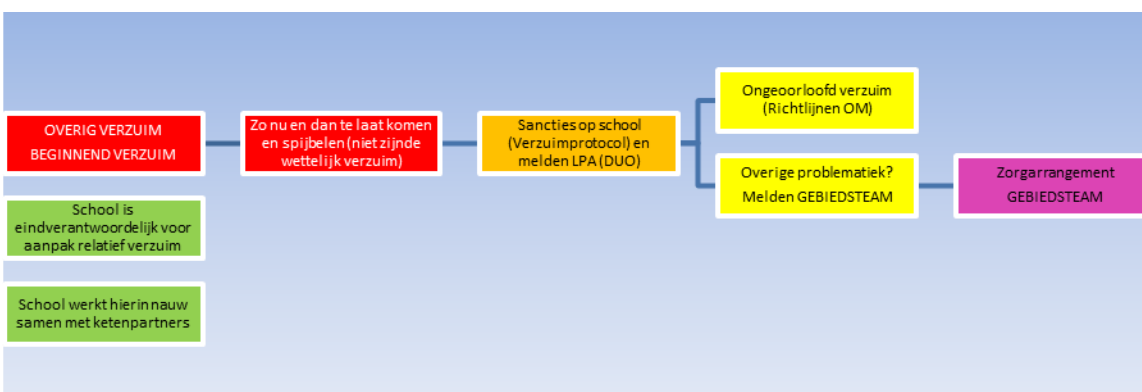 OVERIG VERZUIM
BEGINNEND VERZUIM
Zo nu en dan te laat komen
en spijbelen (niet zijnde
wettelijk verzuim)
Sancties op school
(Verzuimprotocol) en
melden LPA (DUO)
Ongeoorloofd verzuim
(Richtlijnen OM)
Overige problematiek?
Melden GEBIEDSTEAM
Zorgarrangement
GEBIEDSTEAM
School is
eindverantwoordelijk voor
aanpak relatief verzuim
School werkt hierin nauw
samen met ketenpartners